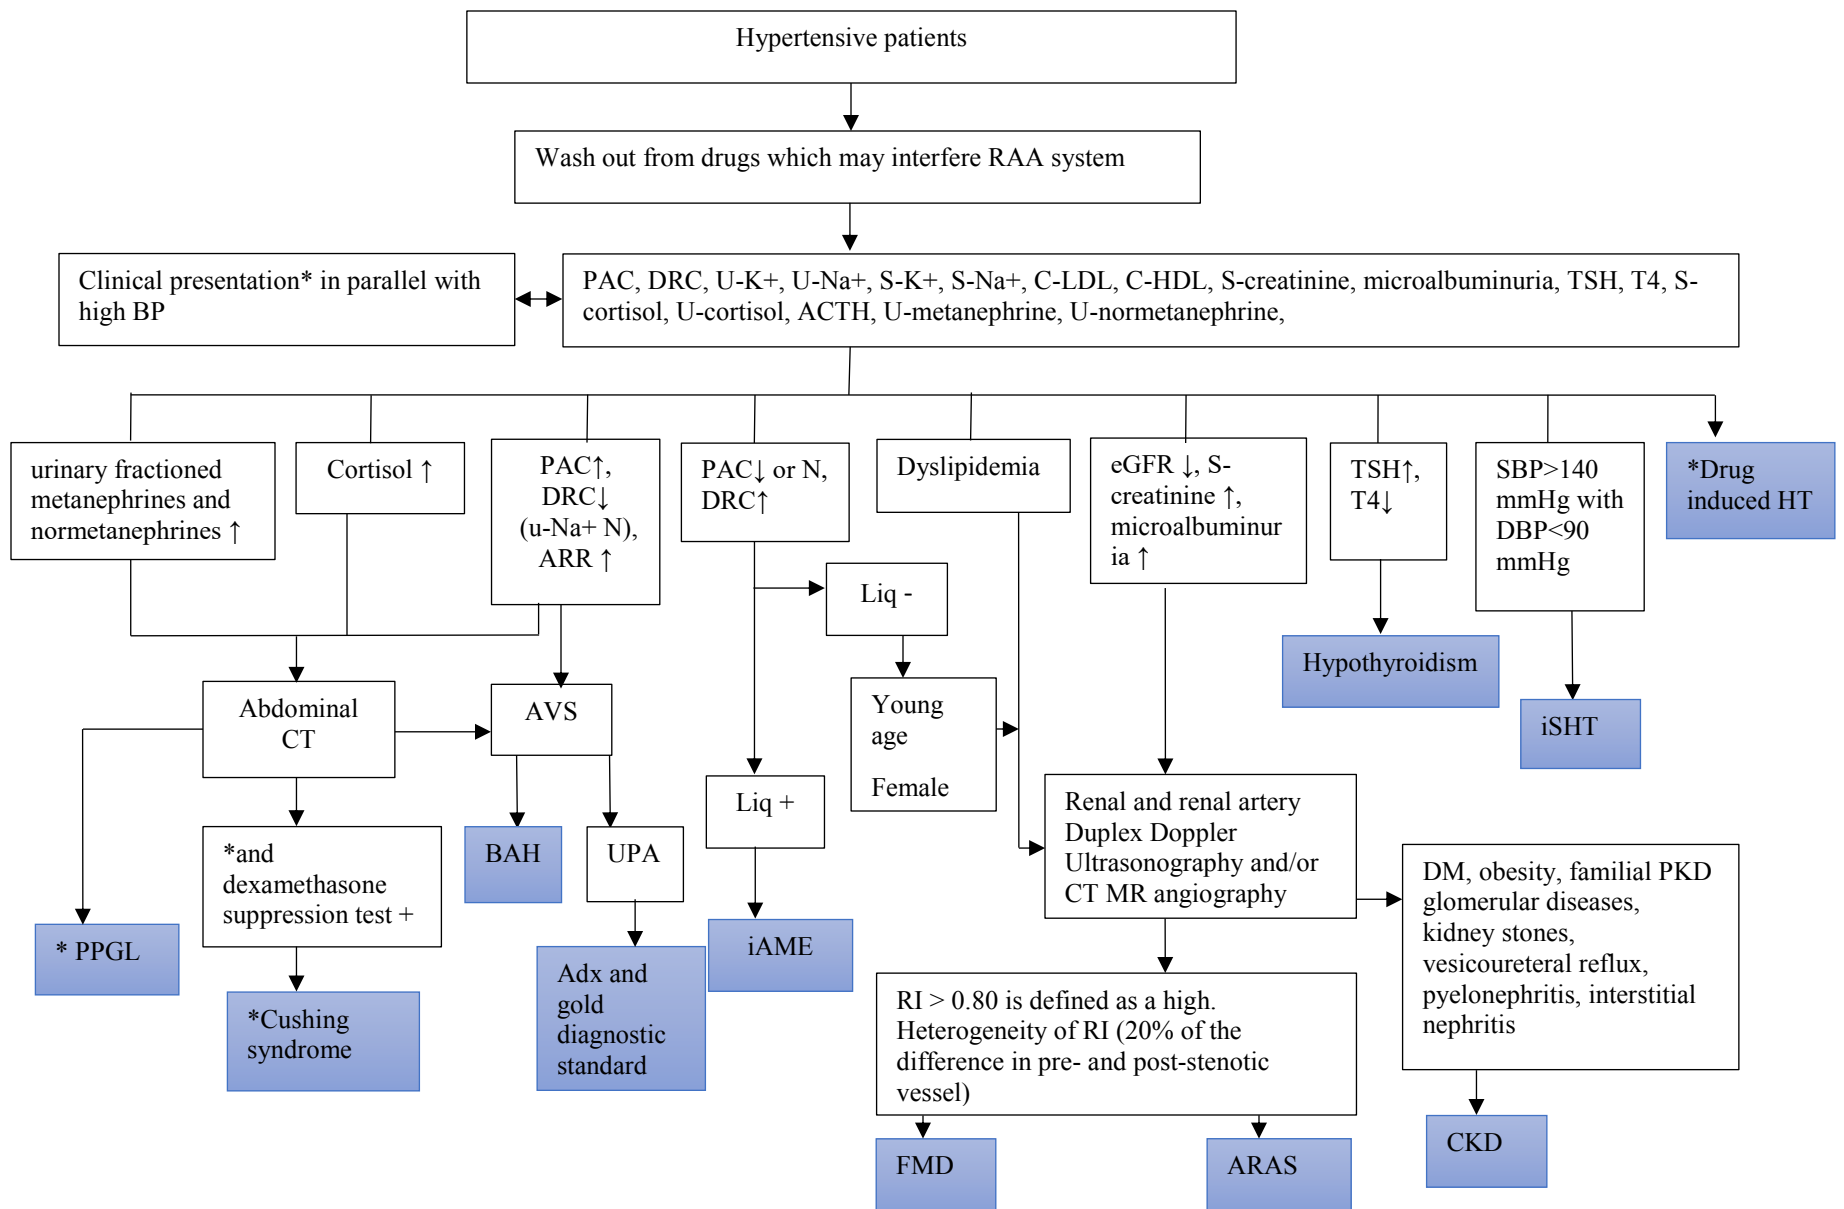 Hypertensive patients
Wash out from drugs which may interfere RAA system
Clinical presentation* in parallel with
high BP
PAC, DRC, U-K+, U-Na+, S-K+, S-Na+, C-LDL, C-HDL, S-creatinine, microalbuminuria, TSH, T4, S-
cortisol, U-cortisol, ACTH, U-metanephrine, U-normetanephrine,
urinary fractioned
metanephrines and
normetanephrines ↑
Cortisol ↑
PAC↑,
DRC↓
(u-Na+ N),
ARR ↑
PAC↓ or N,
DRC↑
Dyslipidemia
eGFR ↓, S-
creatinine ↑,
microalbuminur
ia ↑
TSH↑,
T4↓
SBP>140
mmHg with
DBP<90
mmHg
*Drug
induced HT
Liq -
Hypothyroidism
Abdominal
CT
AVS
Young
age
Female
iSHT
Liq +
Renal and renal artery
Duplex Doppler
Ultrasonography and/or
CT MR angiography
*and
dexamethasone
suppression test +
BAH
UPA
DM, obesity, familial PKD
glomerular diseases,
kidney stones,
vesicoureteral reflux,
pyelonephritis, interstitial
nephritis
* PPGL
iAME
Adx and
gold
diagnostic
standard
*Cushing
syndrome
RI > 0.80 is defined as a high.
Heterogeneity of RI (20% of the
difference in pre- and post-stenotic
vessel)
FMD
ARAS
CKD